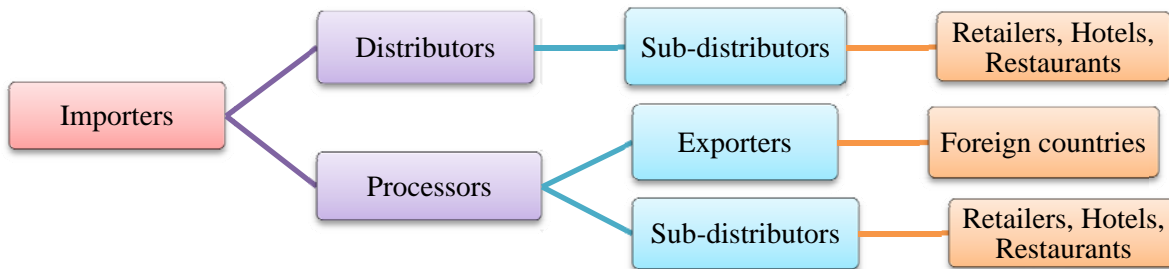 Distributors
Sub-distributors
Retailers, Hotels,
Restaurants
Importers
Exporters
Foreign countries
Processors
Sub-distributors
Retailers, Hotels,
Restaurants